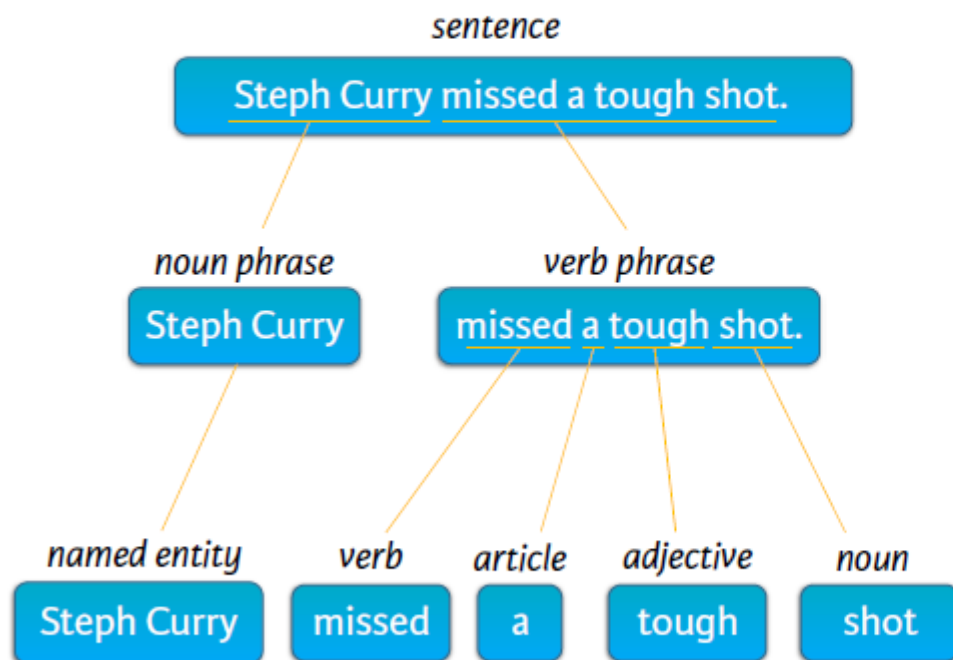 sentence
Steph Curry missed a tough shot.
noun phrase verb phrase
Steph Curry missed a tough shot.
named entity verb article adjective noun
Steph Curry missed a tough shot